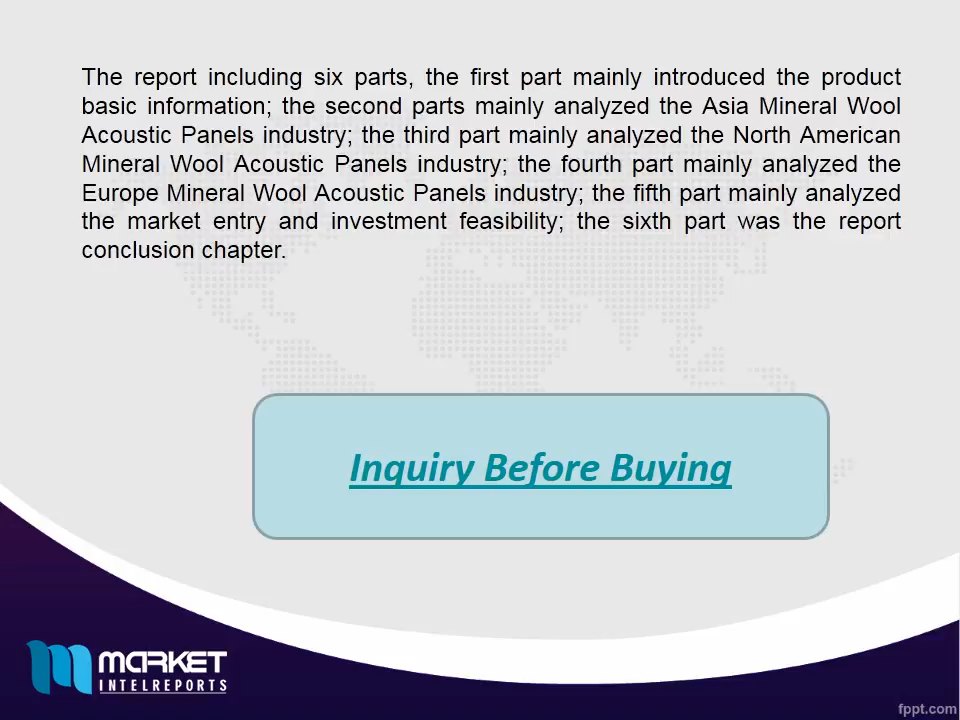 The report including six parts, the first part mainly introduced the product
basic information; the second parts mainly analyzed the Asia Mineral Wool
Acoustic Panels industry; the third part mainly analyzed the North American
Mineral Wool Acoustic Panels industry; the fourth part mainly analyzed the
Europe Mineral Wool Acoustic Panels industry; the fifth part mainly analyzed
the market entry and investment feasibility; the sixth part was the report
conclusion chapter.
Inquiry Before Buying
MARKET
INTELREPORTS
fppt.com